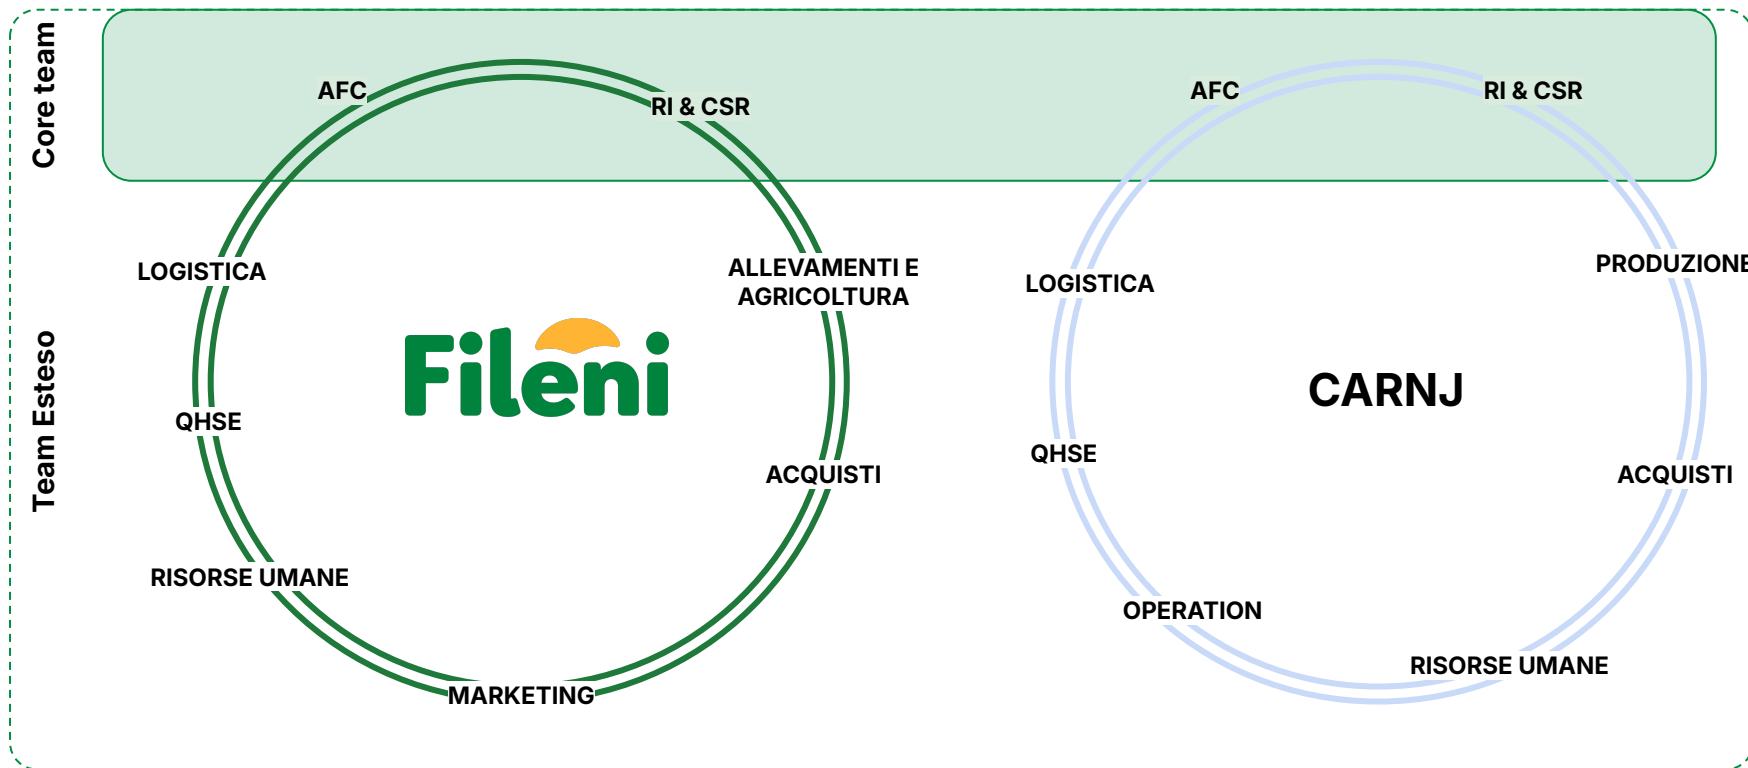 Core team
AFC
RI & CSR
AFC
RI & CSR
Team Esteso
LOGISTICA
ALLEVAMENTI E
AGRICOLTURA
LOGISTICA
PRODUZIONE
Fileni
CARNJ
QHSE
ACQUISTI
QHSE
ACQUISTI
RISORSE UMANE
OPERATION
MARKETING
RISORSE UMANE